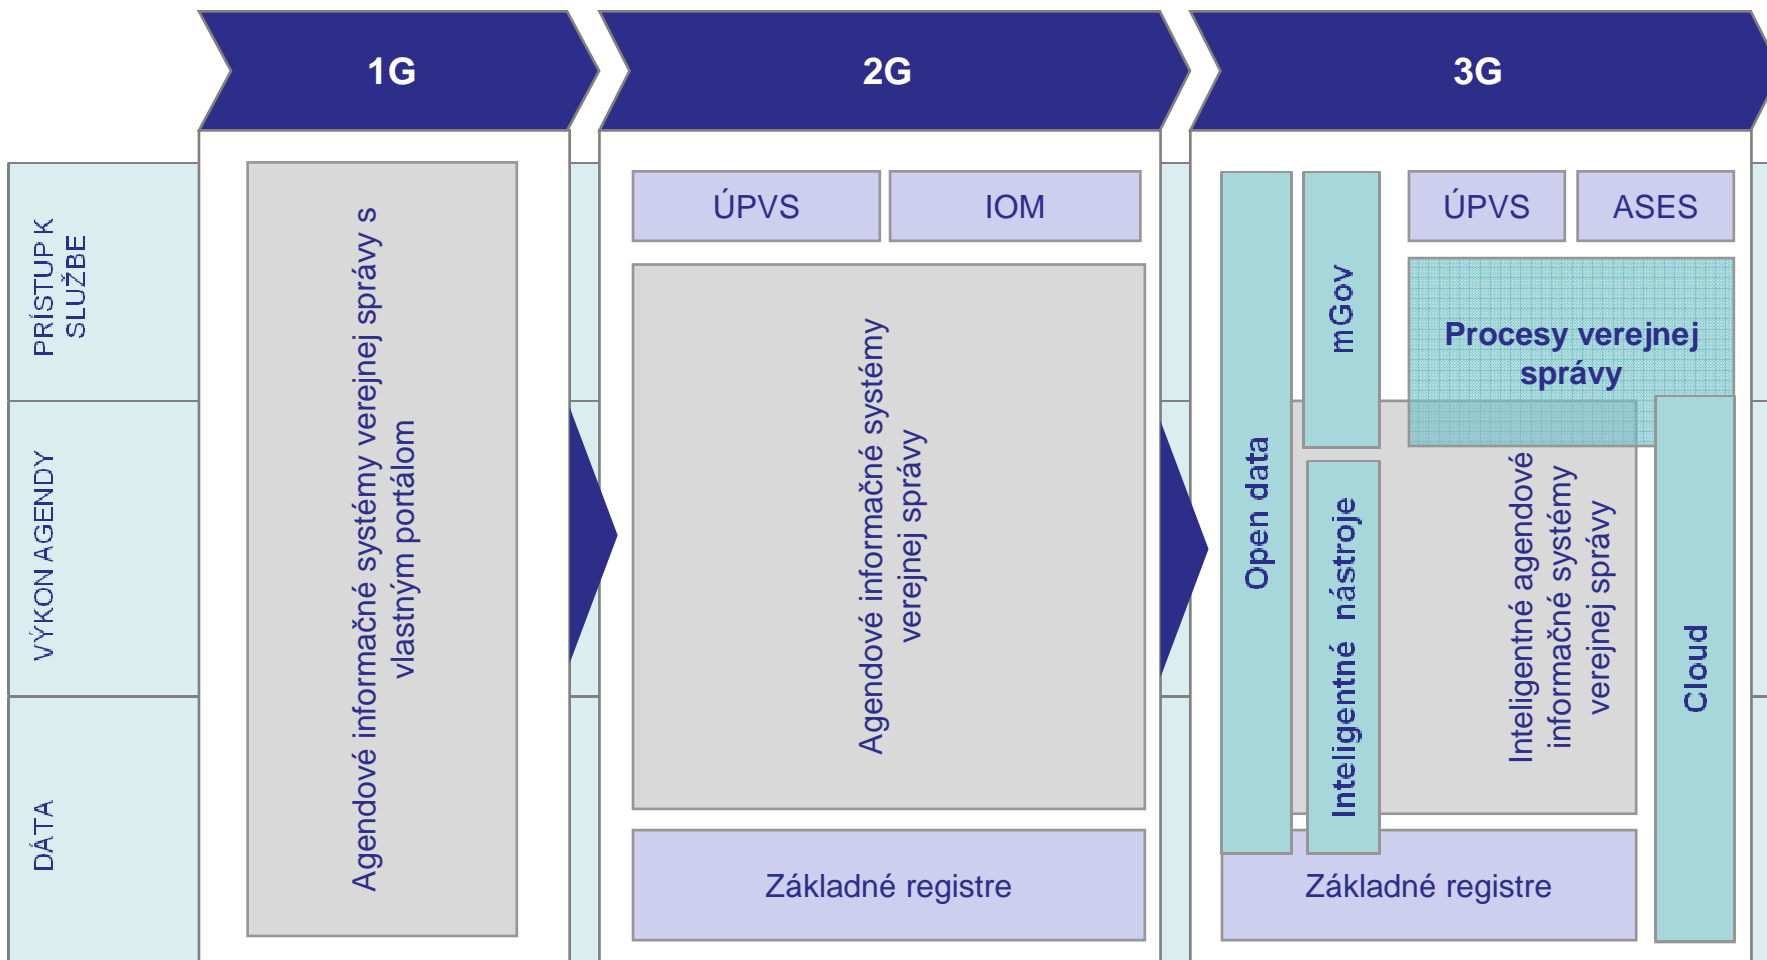 1G
2G
3G
PRÍSTUP K
SLUŽBE
VÝKON AGENDY
DÁTA
Agendové informačné systémy verejnej správy s
vlastným portálom
ÚPVS
IOM
Agendové informačné systémy
verejnej správy
Základné registre
Open data
mGov
Inteligentné nástroje
ÚPVS
ASES
Procesy verejnej
správy
Inteligentné agendové
informačné systémy
verejnej správy
Cloud
Základné registre